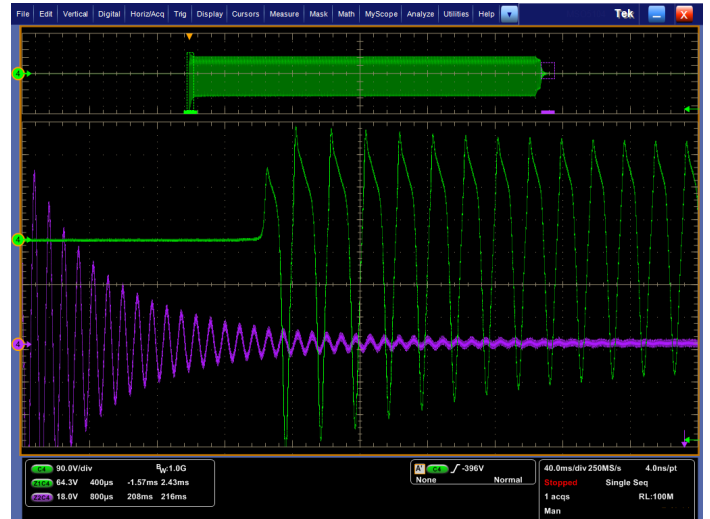 File Edit Vertical Digital Horiz/Acq Trig Display Cursors Measure Mask Math MyScope Analyze Utilities Help Tek X
4
4
4
C4 90.0V/div BW:1.0G
Z1C4 64.3V 400µs -1.57ms 2.43ms
Z2C4 18.0V 800µs 208ms 216ms
A' C4 -396V
None Normal
40.0ms/div 250MS/s 4.0ns/pt
Stopped Single Seq
1 acqs RL:100M
Man